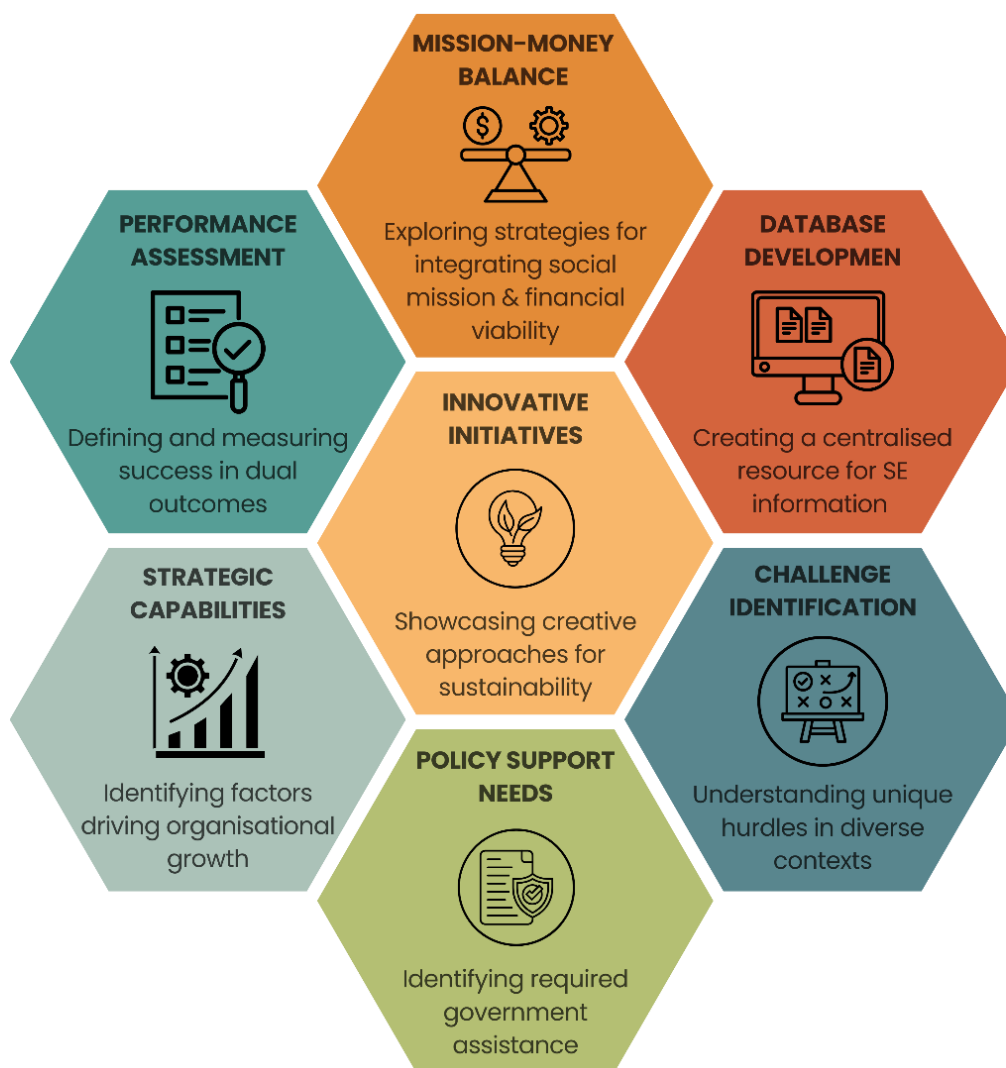 MISSION-MONEY
BALANCE
Exploring strategies for
integrating social
mission & financial
viability
PERFORMANCE
ASSESSMENT
Defining and measuring
success in dual
outcomes
DATABASE
DEVELOPMEN
Creating a centralised
resource for SE
information
INNOVATIVE
INITIATIVES
Showcasing creative
approaches for
sustainability
STRATEGIC
CAPABILITIES
Identifying factors
driving organisational
growth
CHALLENGE
IDENTIFICATION
Understanding unique
hurdles in diverse
contexts
POLICY SUPPORT
NEEDS
Identifying required
government
assistance